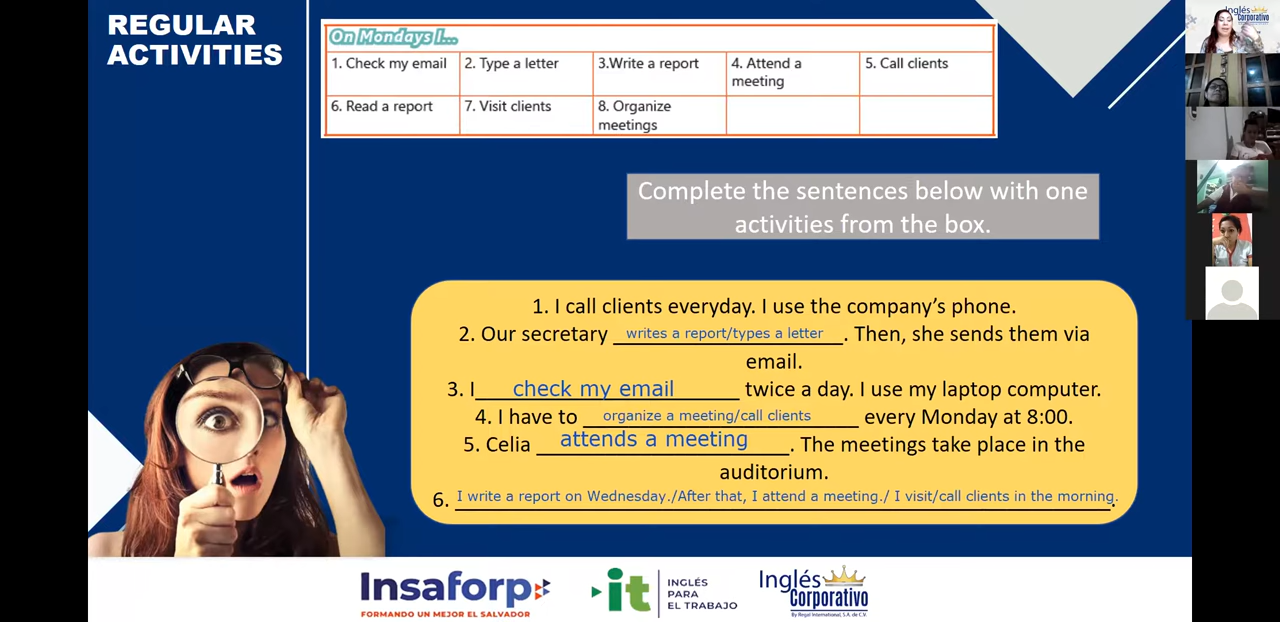 REGULAR
ACTIVITIES
On Mondays I...
1. Check my email
2. Type a letter
3.Write a report
4. Attend a
meeting
5. Call clients
6. Read a report
7. Visit clients
8. Organize
meetings
Complete the sentences below with one
activities from the box.
1. I call clients everyday. I use the company’s phone.
2. Our secretary writes a report/types a letter. Then, she sends them via
email.
3. I check my email twice a day. I use my laptop computer.
4. I have to organize a meeting/call clients every Monday at 8:00.
5. Celia attends a meeting. The meetings take place in the
auditorium.
6. I write a report on Wednesday./After that, I attend a meeting./ I visit/call clients in the morning.
Insaforp
FORMANDO UN MEJOR EL SALVADOR
it
INGLÉS
PARA
EL TRABAJO
Inglés
Corporativo
By Regal International, S.A. de C.V.
Inglés
Corporativo